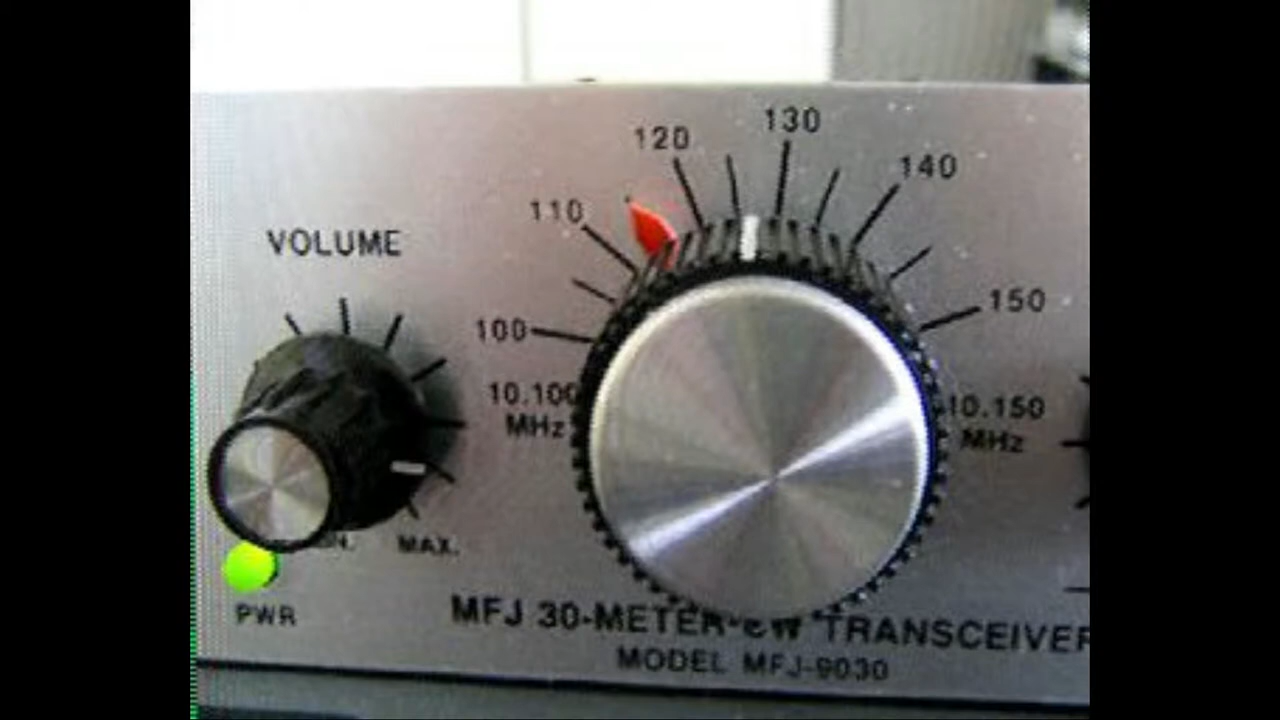 130
120
140
110
VOLUME
150
100
10.100
MHz
10.150
MHz
MAX.
PWR
MFJ 30-METER CW TRANSCEIVER
MODEL MFJ-9030